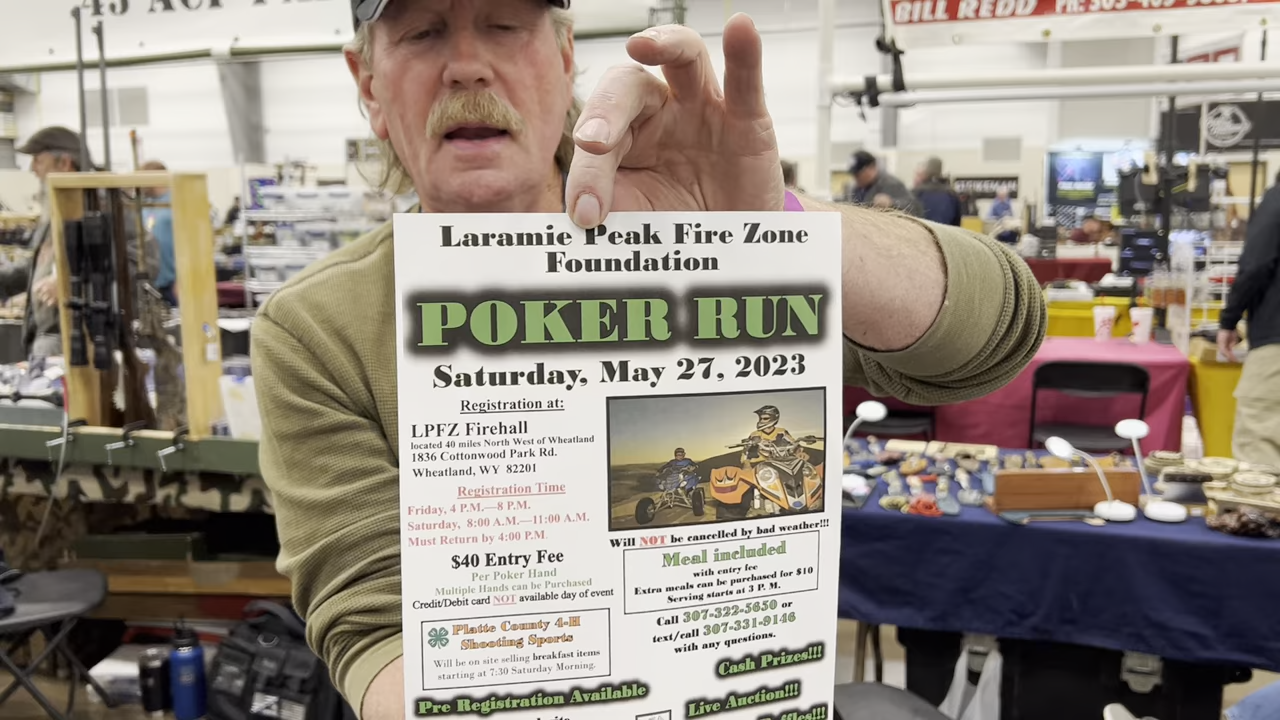 45 ACP
BILL REDD PH: 303-
Laramie Peak Fire Zone
Foundation
POKER RUN
Saturday, May 27, 2023
Registration at:
LPFZ Firehall
located 40 miles North West of Wheatland
1836 Cottonwood Park Rd.
Wheatland, WY 82201
Registration Time
Friday, 4 P.M.—8 P.M.
Saturday, 8:00 A.M.—11:00 A.M.
Must Return by 4:00 P.M.
$40 Entry Fee
Per Poker Hand
Multiple Hands can be Purchased
Credit/Debit card NOT available day of event
Platte County 4-H
Shooting Sports
Will be on site selling breakfast items
starting at 7:30 Saturday Morning.
Pre Registration Available
Will NOT be cancelled by bad weather!!!
Meal included
with entry fee
Extra meals can be purchased for $10
Serving starts at 3 P. M.
Call 307-322-5650 or
text/call 307-331-9146
with any questions.
Cash Prizes!!!
Live Auction!!!